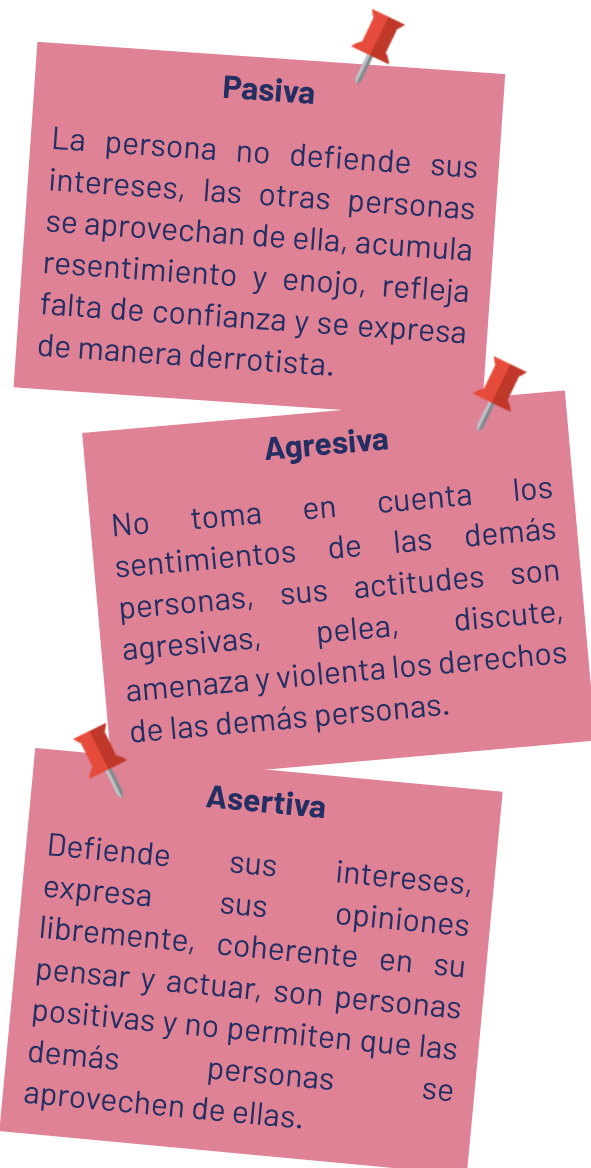 Pasiva
La persona no defiende sus
intereses, las otras personas
se aprovechan de ella, acumula
resentimiento y enojo, refleja
falta de confianza y se expresa
de manera derrotista.
Agresiva
No toma en cuenta los
sentimientos de las demás
personas, sus actitudes son
agresivas, pelea, discute,
amenaza y violenta los derechos
de las demás personas.
Asertiva
Defiende sus intereses,
expresa sus opiniones
libremente, coherente en su
pensar y actuar, son personas
positivas y no permiten que las
demás personas se
aprovechen de ellas.